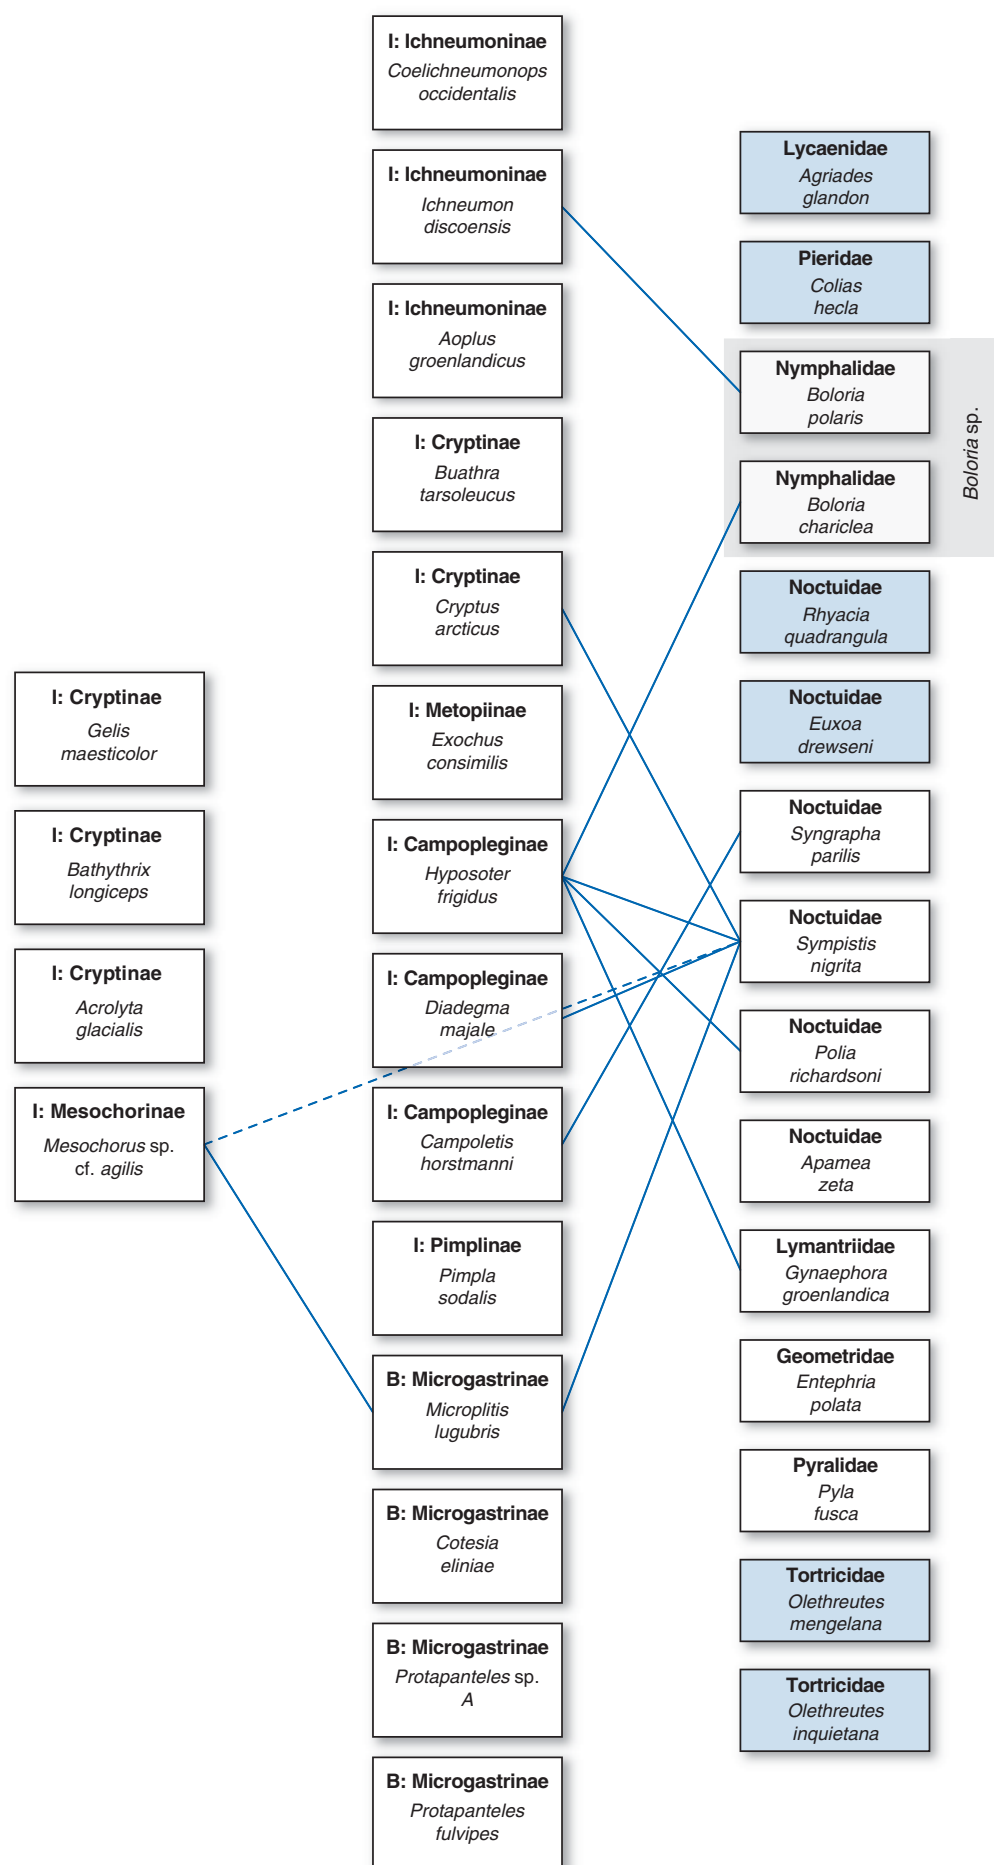 I: Cryptinae
Gelis
maesticolor
I: Cryptinae
Bathythrix
longiceps
I: Cryptinae
Acrolyta
glacialis
I: Mesochorinae
Mesochorus sp.
cf. agilis
I: Ichneumoninae
Coelichneumonops
occidentalis
I: Ichneumoninae
Ichneumon
discoensis
I: Ichneumoninae
Aoplus
groenlandicus
I: Cryptinae
Buathra
tarsoleucus
I: Cryptinae
Cryptus
arcticus
I: Metopiinae
Exochus
consimilis
I: Campopleginae
Hyposoter
frigidus
I: Campopleginae
Diadegma
majale
I: Campopleginae
Campoletis
horstmanni
I: Pimplinae
Pimpla
sodalis
B: Microgastrinae
Microplitis
lugubris
B: Microgastrinae
Cotesia
eliniae
B: Microgastrinae
Protapanteles sp.
A
B: Microgastrinae
Protapanteles
fulvipes
Lycaenidae
Agriades
glandon
Pieridae
Colias
hecla
Nymphalidae
Boloria
polaris
Nymphalidae
Boloria
chariclea
Boloria sp.
Noctuidae
Rhyacia
quadrangula
Noctuidae
Euxoa
drewseni
Noctuidae
Syngrapha
parilis
Noctuidae
Sympistis
nigrita
Noctuidae
Polia
richardsoni
Noctuidae
Apamea
zeta
Lymantriidae
Gynaephora
groenlandica
Geometridae
Entephria
polata
Pyralidae
Pyla
fusca
Tortricidae
Olethreutes
mengelana
Tortricidae
Olethreutes
inquietana